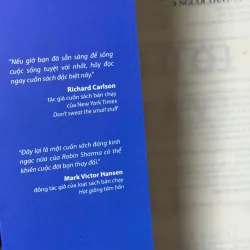 "Nếu giờ bạn đã sẵn sàng để sống
cuộc sống tuyệt vời nhất, hãy đọc
ngay cuốn sách đặc biệt này."
Richard Carlson
tác giả cuốn sách bán chạy
của New York Times
Don't sweat the small stuff
"Đây lại là một cuốn sách đáng kinh
ngạc nữa của Robin Sharma có thể
khiến cuộc đời bạn thay đổi."
Mark Victor Hansen
đồng tác giả của loạt sách bán chạy
Hạt giống tâm hồn